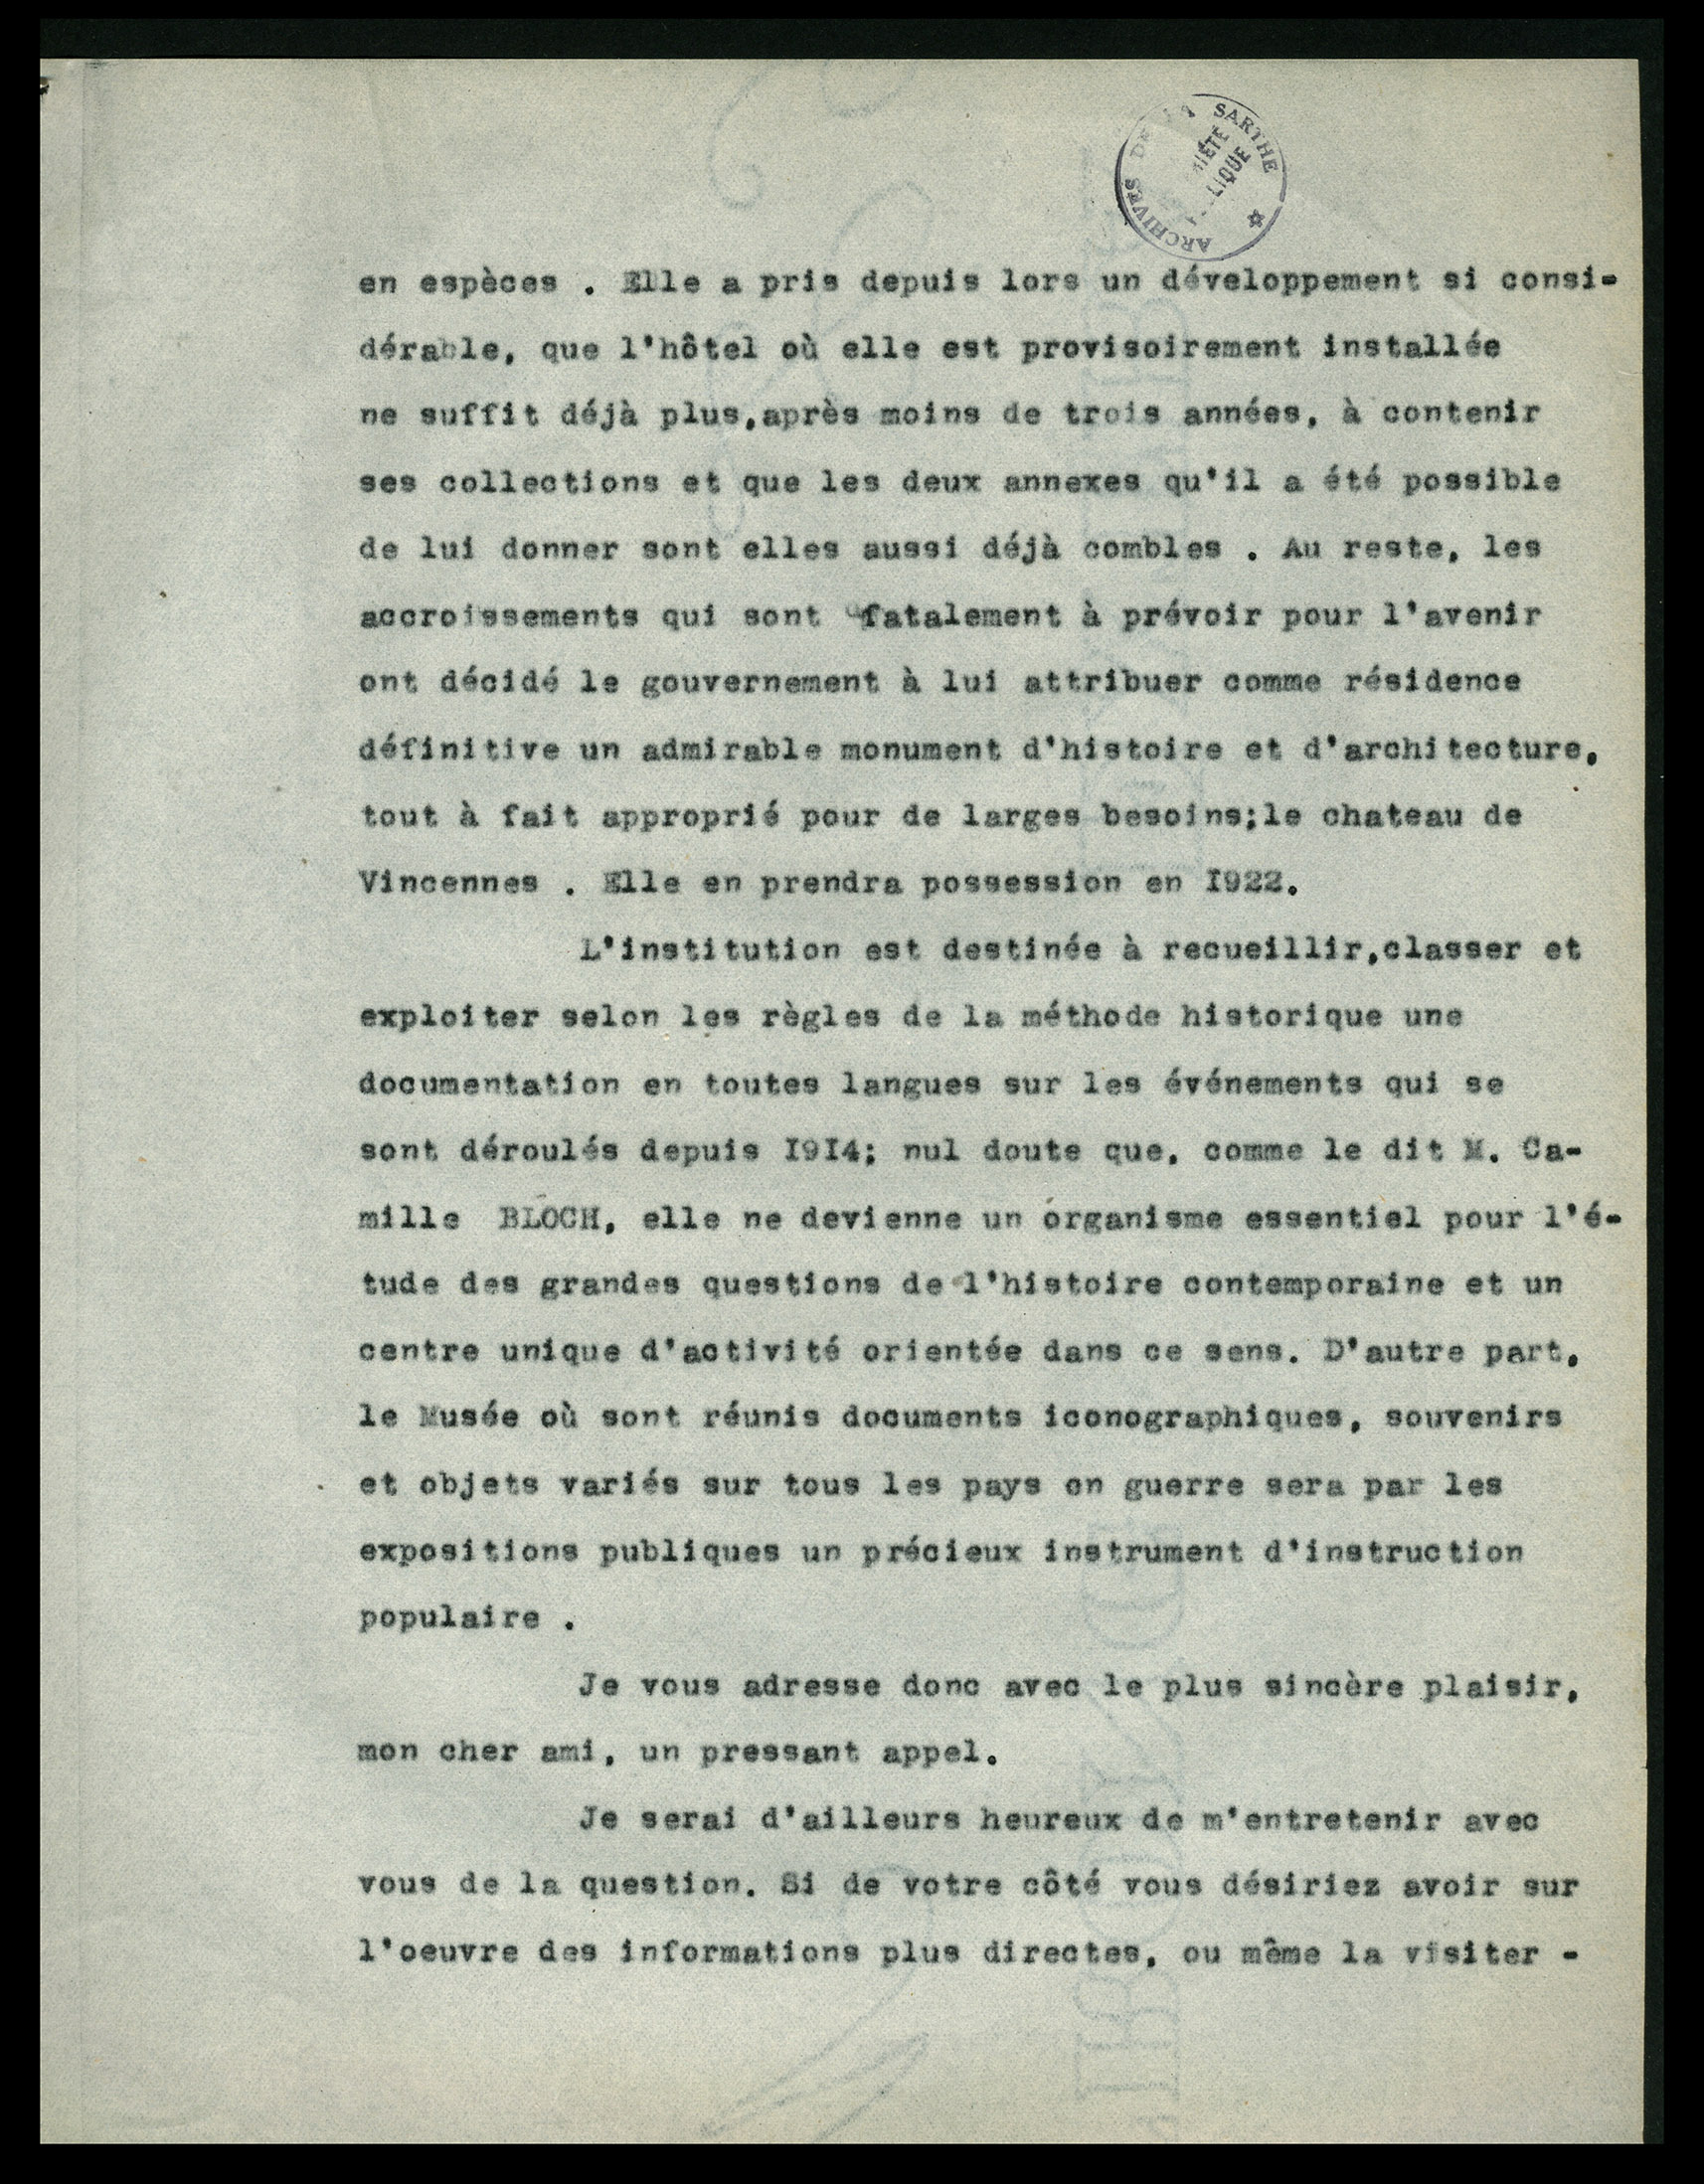 ARCHIVES DE LA SARTHE
en espèces . Elle a pris depuis lors un développement si consi-
dérable, que l'hôtel où elle est provisoirement installée
ne suffit déjà plus,après moins de trois années, à contenir
ses collections et que les deux annexes qu'il a été possible
de lui donner sont elles aussi déjà combles . Au reste, les
accroissements qui sont fatalement à prévoir pour l'avenir
ont décidé le gouvernement à lui attribuer comme résidence
définitive un admirable monument d'histoire et d'architecture,
tout à fait approprié pour de larges besoins;le chateau de
Vincennes . Elle en prendra possession en I922.
L'institution est destinée à recueillir,classer et
exploiter selon les règles de la méthode historique une
documentation en toutes langues sur les événements qui se
sont déroulés depuis I9I4; nul doute que, comme le dit M. Ca-
mille BLOCH, elle ne devienne un organisme essentiel pour l'é-
tude des grandes questions de l'histoire contemporaine et un
centre unique d'activité orientée dans ce sens. D'autre part,
le Musée où sont réunis documents iconographiques, souvenirs
et objets variés sur tous les pays en guerre sera par les
expositions publiques un précieux instrument d'instruction
populaire .
Je vous adresse donc avec le plus sincère plaisir,
mon cher ami, un pressant appel.
Je serai d'ailleurs heureux de m'entretenir avec
vous de la question. Si de votre côté vous désiriez avoir sur
l'oeuvre des informations plus directes, ou même la visiter -